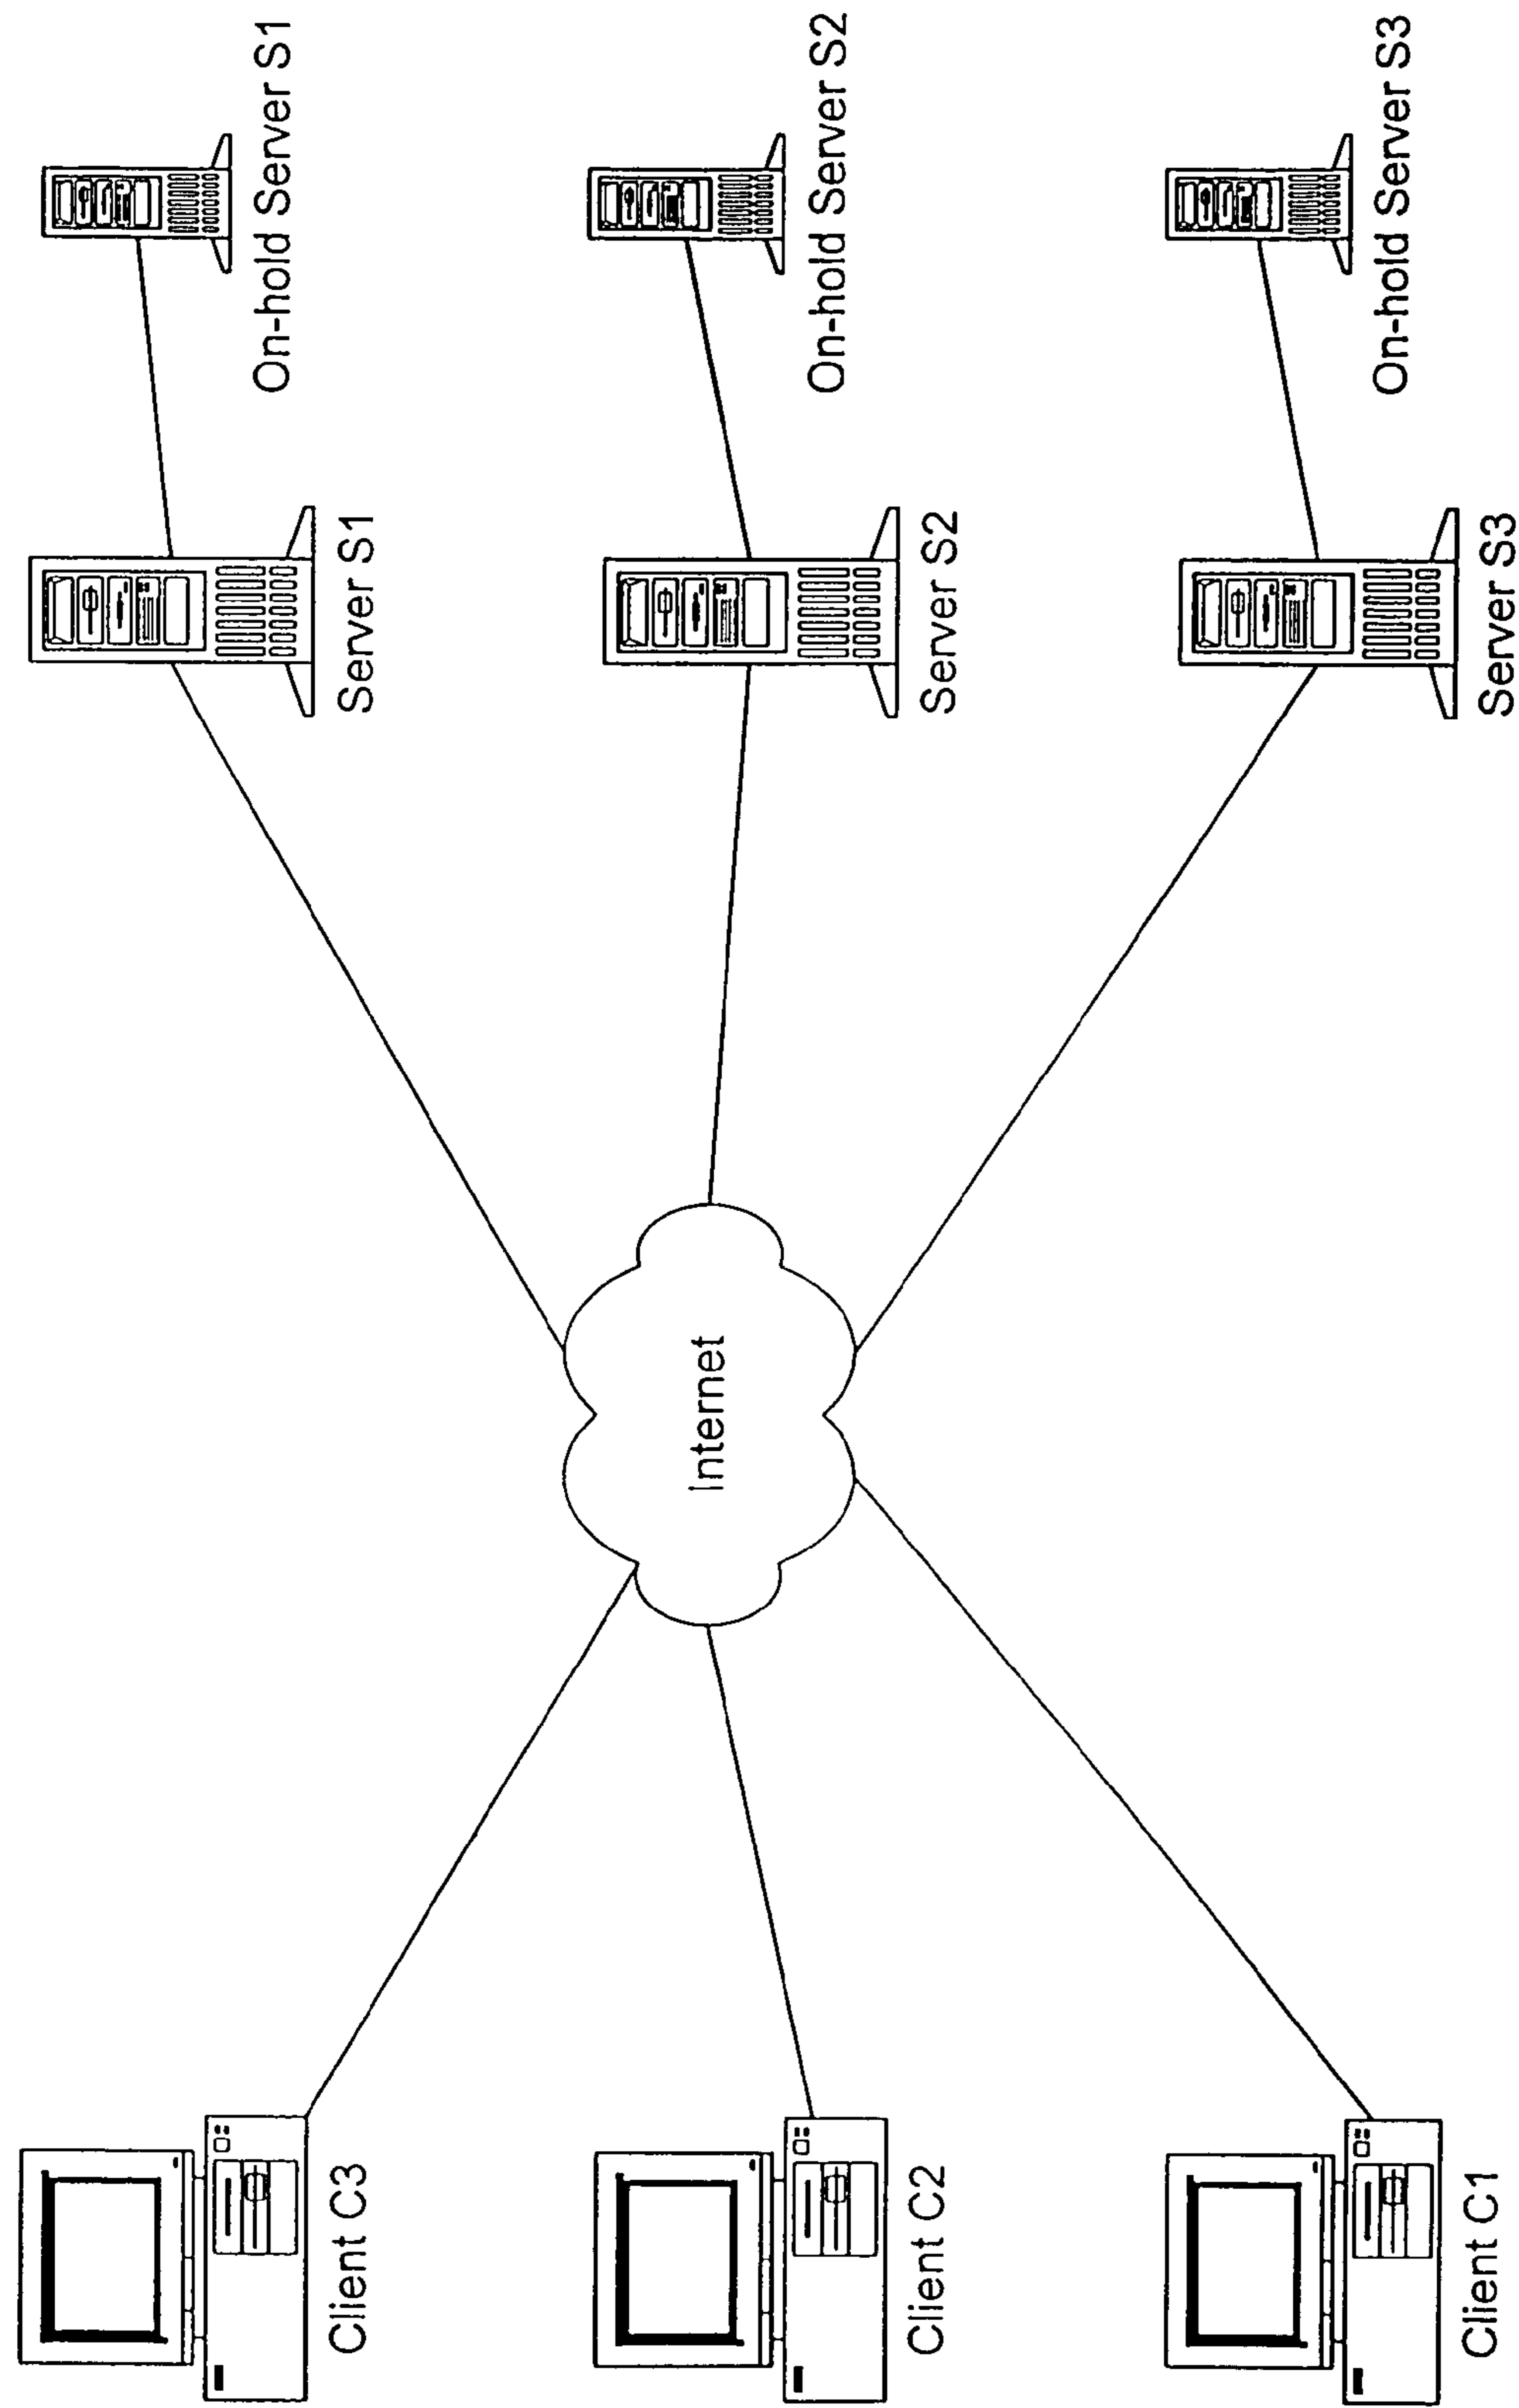 Client C3
Client C2
Client C1
Internet
Server S1
Server S2
Server S3
On-hold Server S1
On-hold Server S2
On-hold Server S3